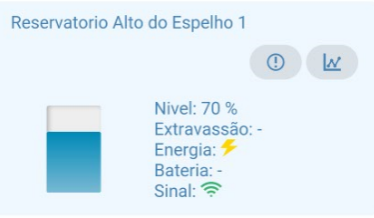 Reservatorio Alto do Espelho 1
Nivel: 70 %
Extravassão: -
Energia:
Bateria: -
Sinal: